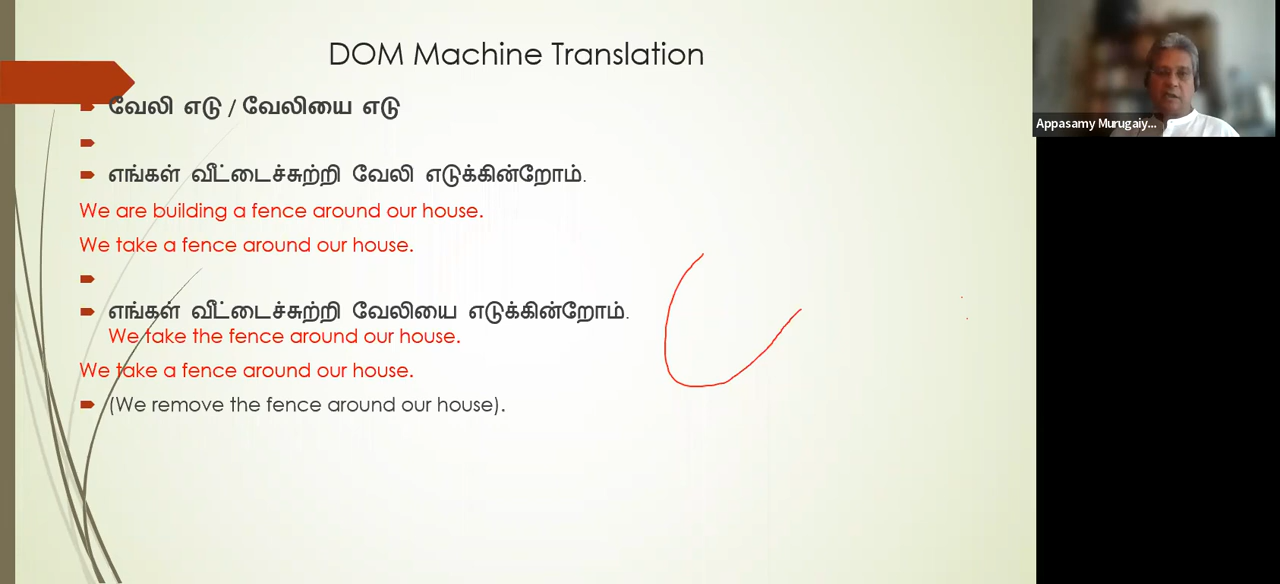 DOM Machine Translation
வேலி எடு / வேலியை எடு
எங்கள் வீட்டைச்சுற்றி வேலி எடுக்கின்றோம்.
We are building a fence around our house.
We take a fence around our house.
எங்கள் வீட்டைச்சுற்றி வேலியை எடுக்கின்றோம்.
We take the fence around our house.
We take a fence around our house.
(We remove the fence around our house).
Appasamy Murugaiy...